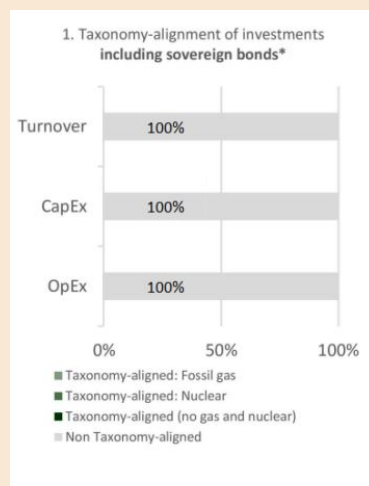 1. Taxonomy-alignment of investments
including sovereign bonds*
Turnover
100%
CapEx
100%
OpEx
100%
0% 50% 100%
Taxonomy-aligned: Fossil gas
Taxonomy-aligned: Nuclear
Taxonomy-aligned (no gas and nuclear)
Non Taxonomy-aligned